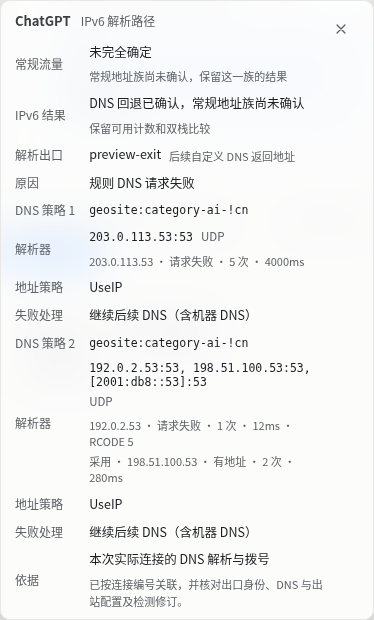 ChatGPT IPv6 解析路径
常规流量 未完全确定
常规地址族尚未确认，保留这一族的结果
IPv6 结果 DNS 回退已确认，常规地址族尚未确认
保留可用计数和双栈比较
解析出口 preview-exit 后续自定义 DNS 返回地址
原因 规则 DNS 请求失败
DNS 策略 1 geosite:category-ai-!cn
解析器 203.0.113.53:53 UDP
203.0.113.53 · 请求失败 · 5 次 · 4000ms
地址策略 UseIP
失败处理 继续后续 DNS（含机器 DNS）
DNS 策略 2 geosite:category-ai-!cn
解析器 192.0.2.53:53, 198.51.100.53:53,
[2001:db8::53]:53
UDP
192.0.2.53 · 请求失败 · 1 次 · 12ms ·
RCODE 5
采用 · 198.51.100.53 · 有地址 · 2 次 ·
280ms
地址策略 UseIP
失败处理 继续后续 DNS（含机器 DNS）
依据 本次实际连接的 DNS 解析与拨号
已按连接编号关联，并核对出口身份、DNS 与出
站配置及检测修订。